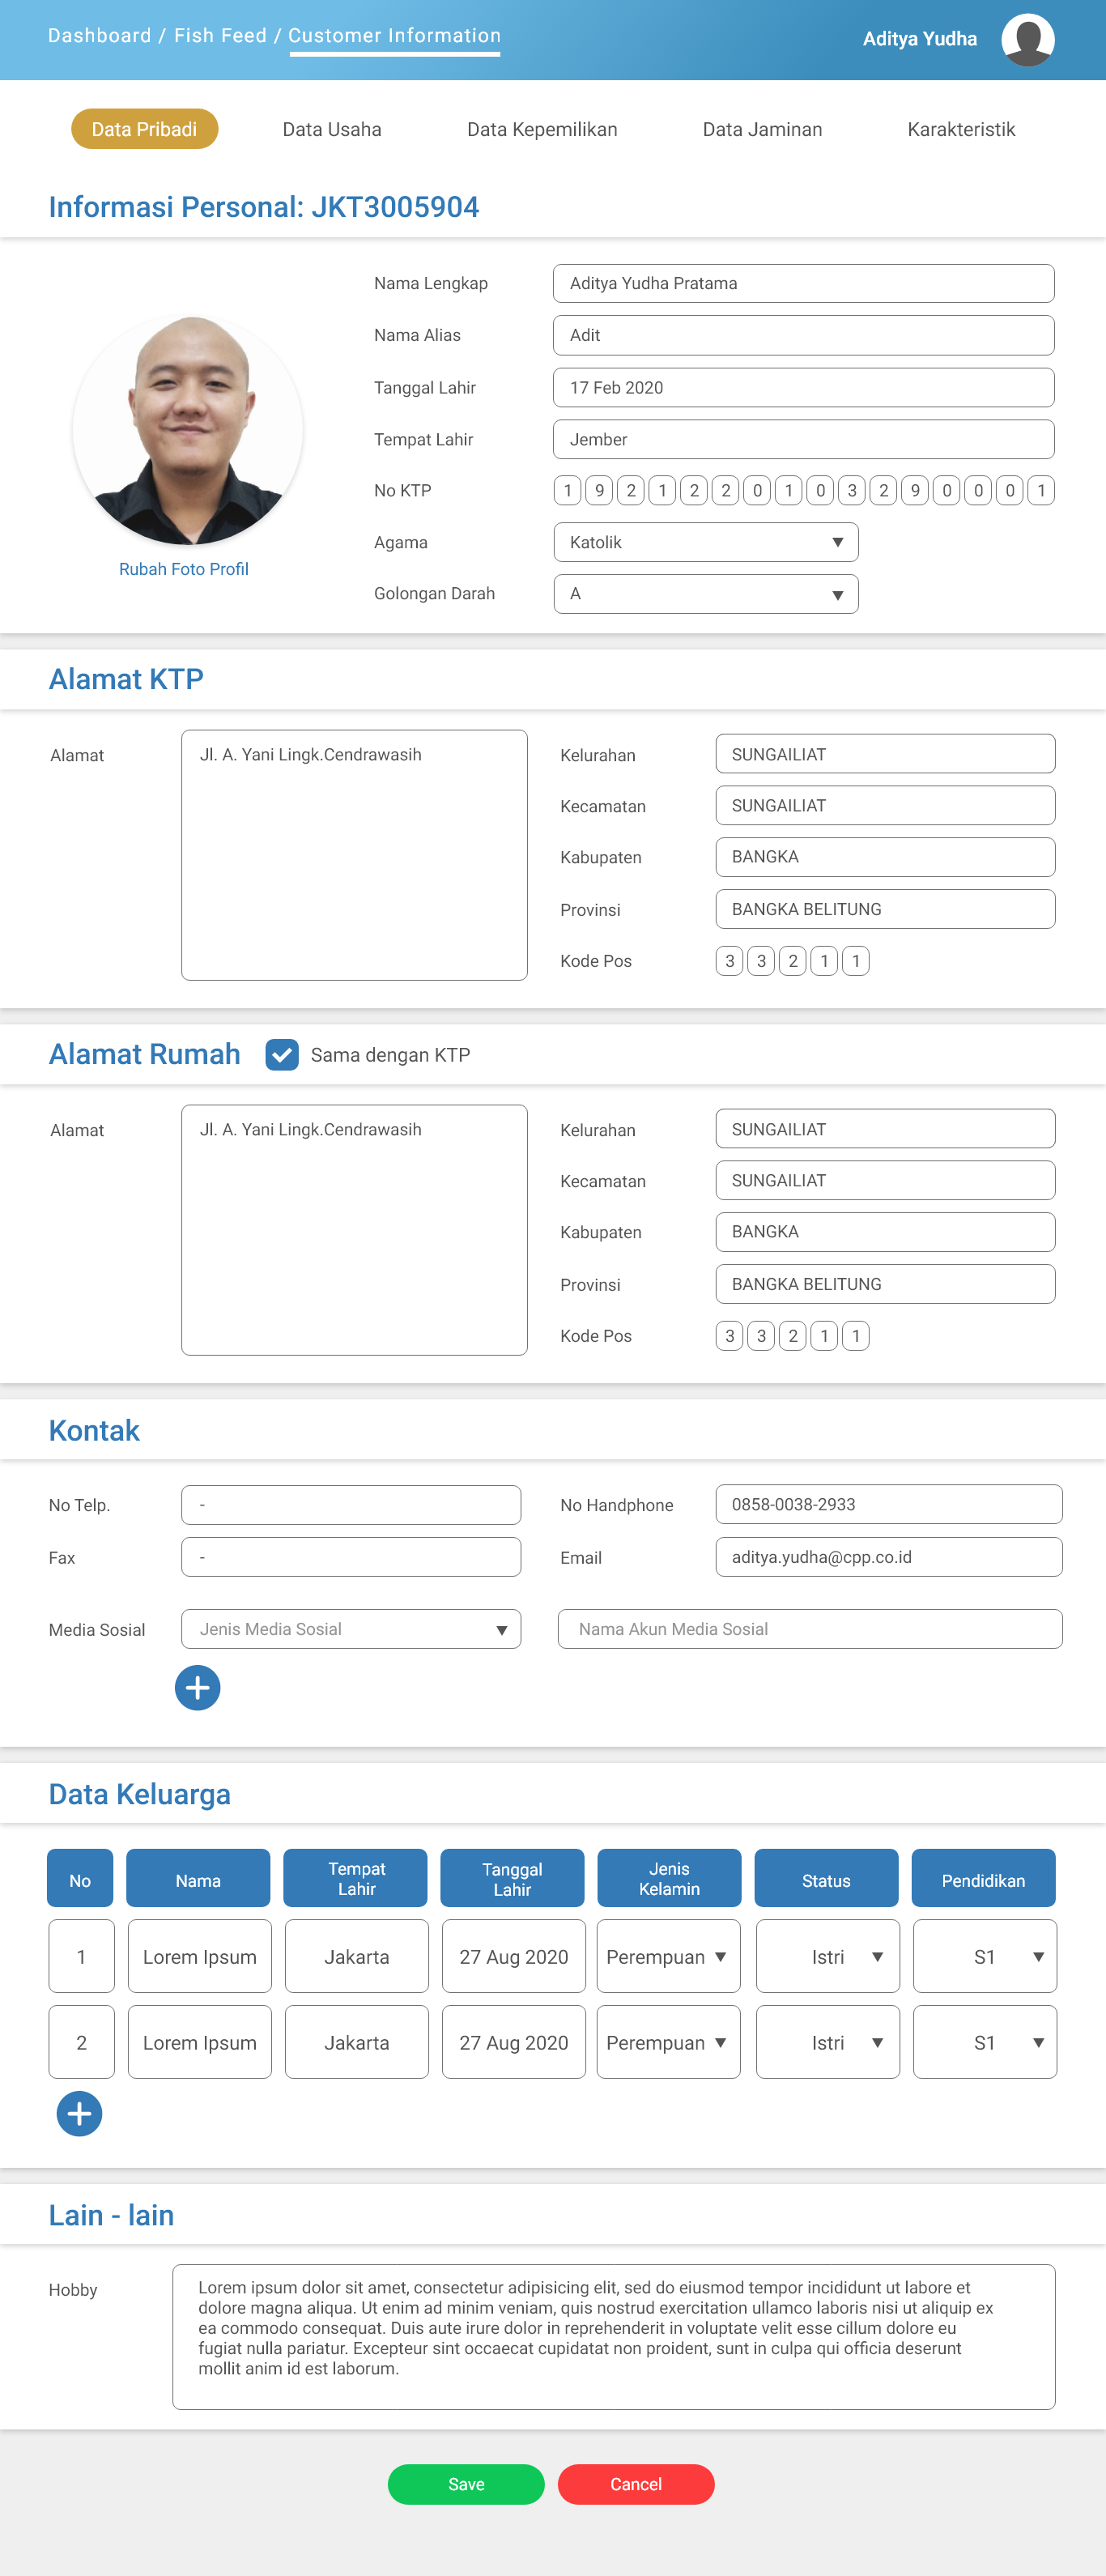 Dashboard / Fish Feed / Customer Information
Aditya Yudha
Data Pribadi
Data Usaha
Data Kepemilikan
Data Jaminan
Karakteristik
Informasi Personal: JKT3005904
Nama Lengkap
Aditya Yudha Pratama
Nama Alias
Adit
Tanggal Lahir
17 Feb 2020
Tempat Lahir
Jember
No KTP
1 9 2 1 2 2 0 1 0 3 2 9 0 0 0 1
Agama
Katolik
Golongan Darah
A
Rubah Foto Profil
Alamat KTP
Alamat
Jl. A. Yani Lingk.Cendrawasih
Kelurahan
SUNGAILIAT
Kecamatan
SUNGAILIAT
Kabupaten
BANGKA
Provinsi
BANGKA BELITUNG
Kode Pos
3 3 2 1 1
Alamat Rumah
Sama dengan KTP
Alamat
Jl. A. Yani Lingk.Cendrawasih
Kelurahan
SUNGAILIAT
Kecamatan
SUNGAILIAT
Kabupaten
BANGKA
Provinsi
BANGKA BELITUNG
Kode Pos
3 3 2 1 1
Kontak
No Telp.
-
No Handphone
0858-0038-2933
Fax
-
Email
aditya.yudha@cpp.co.id
Media Sosial
Jenis Media Sosial
Nama Akun Media Sosial
Data Keluarga
No
Nama
Tempat
Lahir
Tanggal
Lahir
Jenis
Kelamin
Status
Pendidikan
1
Lorem Ipsum
Jakarta
27 Aug 2020
Perempuan
Istri
S1
2
Lorem Ipsum
Jakarta
27 Aug 2020
Perempuan
Istri
S1
Lain - lain
Hobby
Lorem ipsum dolor sit amet, consectetur adipisicing elit, sed do eiusmod tempor incididunt ut labore et
dolore magna aliqua. Ut enim ad minim veniam, quis nostrud exercitation ullamco laboris nisi ut aliquip ex
ea commodo consequat. Duis aute irure dolor in reprehenderit in voluptate velit esse cillum dolore eu
fugiat nulla pariatur. Excepteur sint occaecat cupidatat non proident, sunt in culpa qui officia deserunt
mollit anim id est laborum.
Save
Cancel